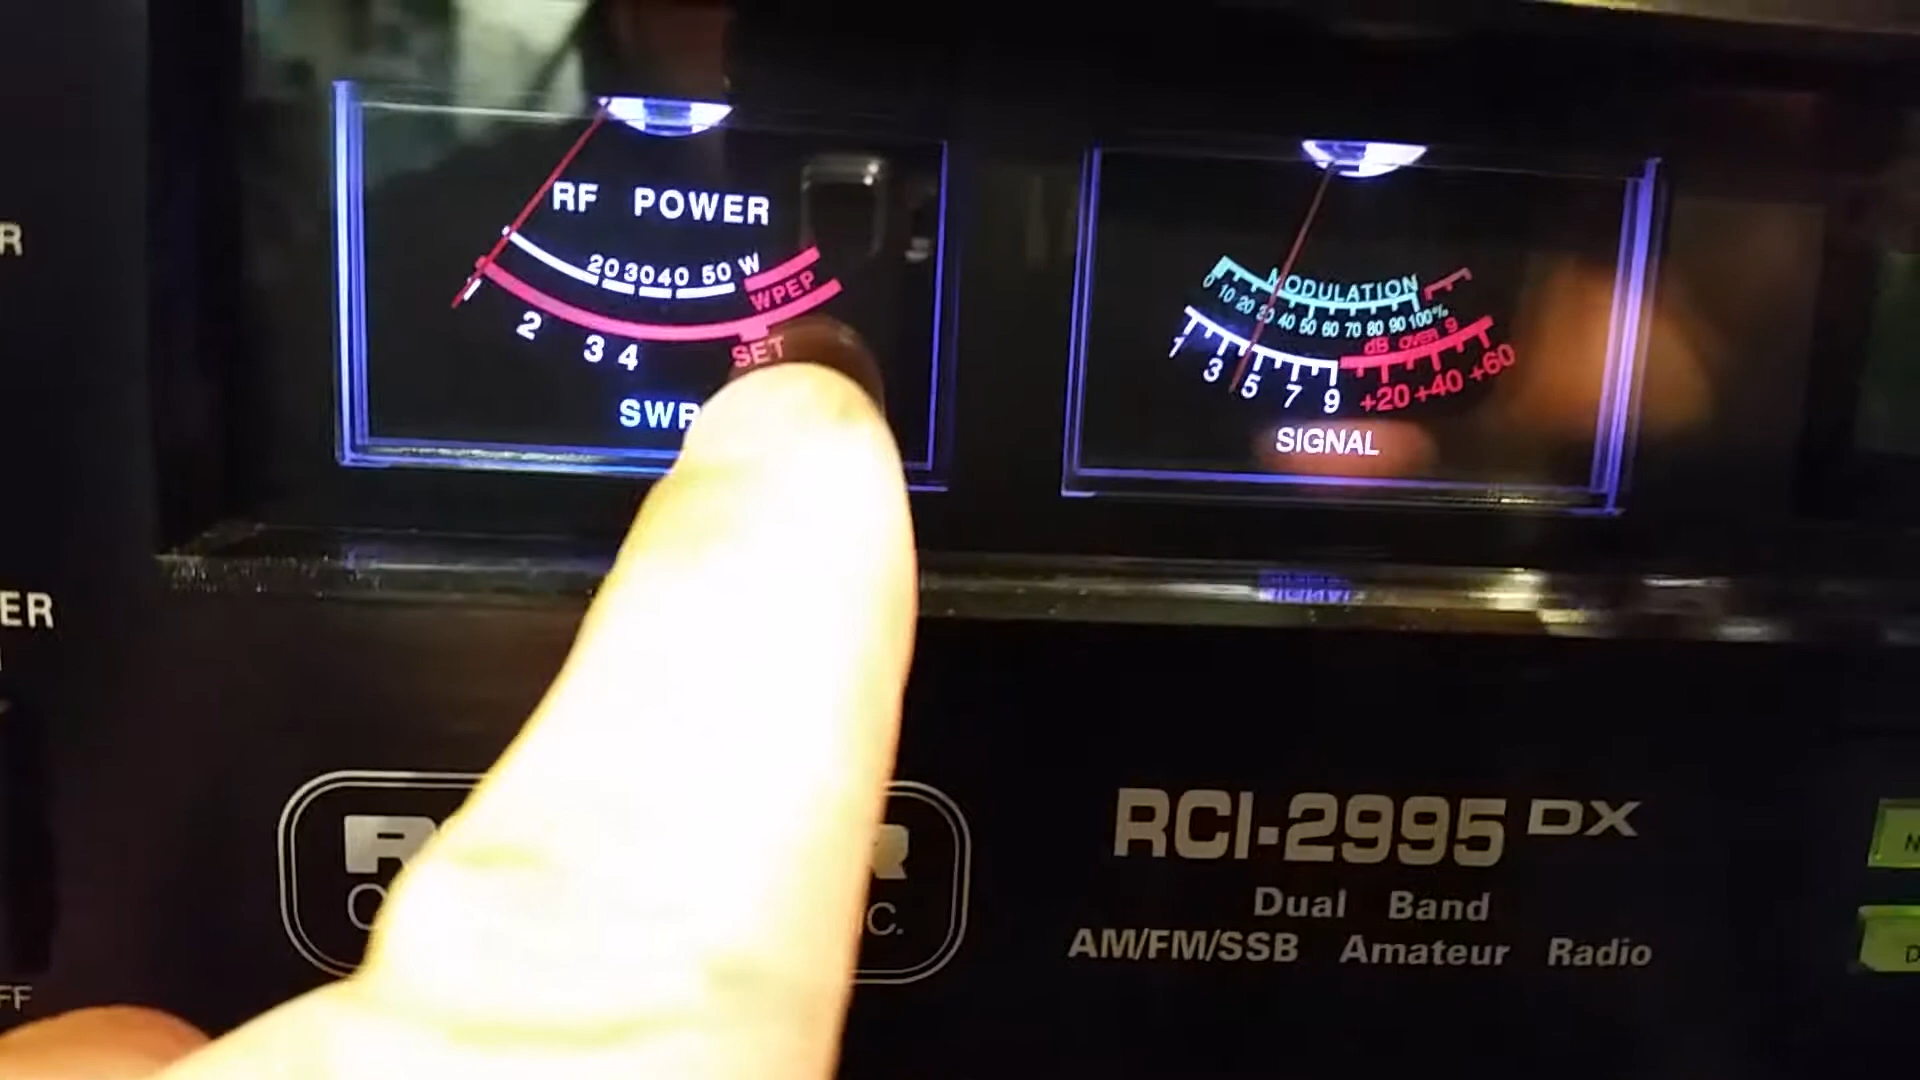 R
RF POWER
20 30 40 50 W
WPEP
2 3 4
SET
SWR
MODULATION
0 10 20 30 40 50 60 70 80 90 100%
dB over 9
1 3 5 7 9 +20 +40 +60
SIGNAL
ER
RCI-2995 DX
Dual Band
AM/FM/SSB Amateur Radio
C.
FF